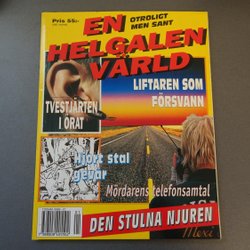 Pris 55:-
OTROLIGT
MEN SANT
EN
HELGALEN
VÄRLD
LIFTAREN SOM
FÖRSVANN
TVESTJÄRTEN
I ÖRAT
Hjort stal
gevär
Mördarens telefonsamtal
DEN STULNA NJUREN